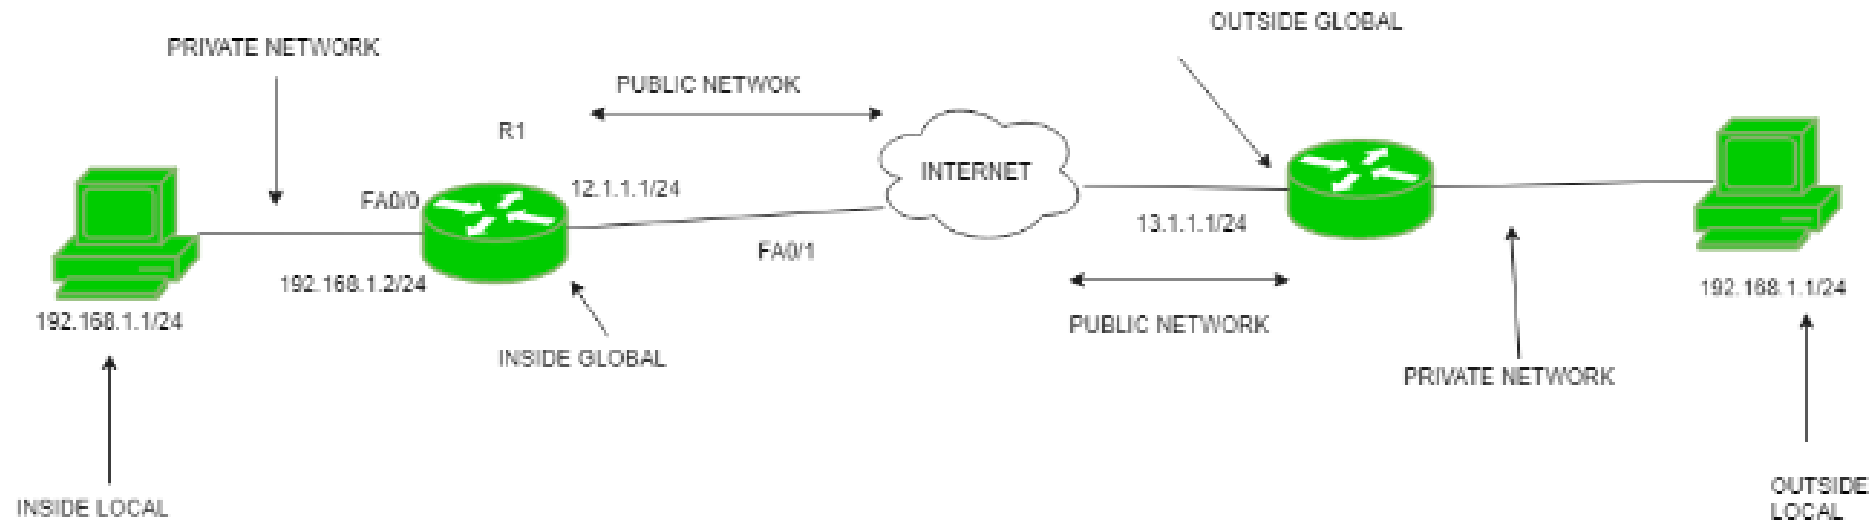 OUTSIDE GLOBAL
PRIVATE NETWORK
PUBLIC NETWOK
R1
INTERNET
FA0/0
12.1.1.1/24
13.1.1.1/24
FA0/1
192.168.1.2/24
192.168.1.1/24
192.168.1.1/24
PUBLIC NETWORK
INSIDE GLOBAL
PRIVATE NETWORK
INSIDE LOCAL
OUTSIDE
LOCAL